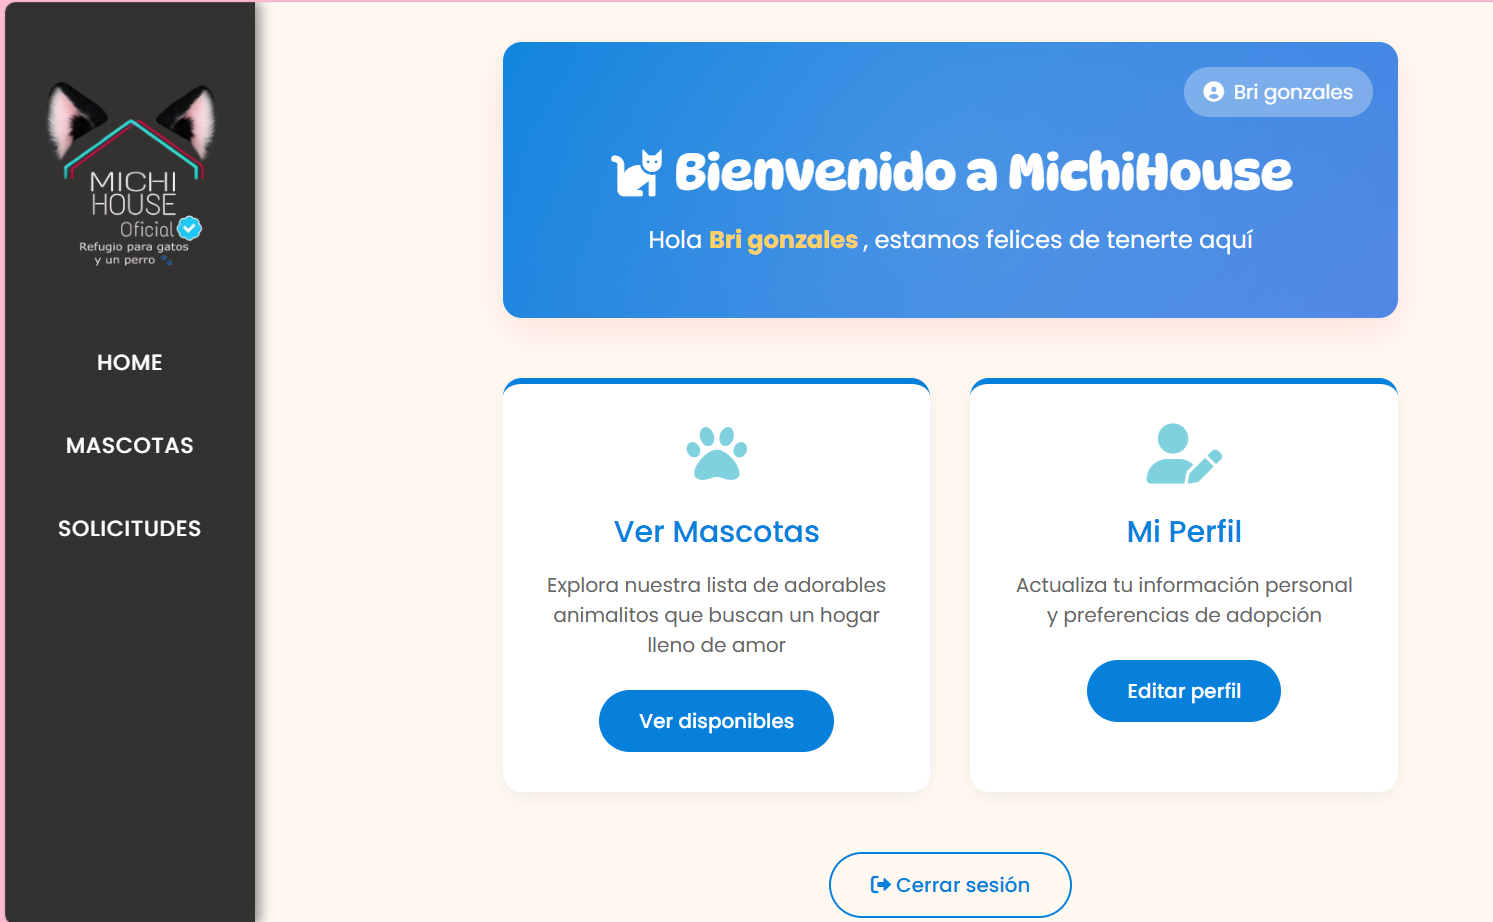 MICHI
HOUSE
Oficial
Refugio para gatos
y un perro
HOME
MASCOTAS
SOLICITUDES
Bri gonzales
Bienvenido a MichiHouse
Hola Bri gonzales , estamos felices de tenerte aquí
Ver Mascotas
Explora nuestra lista de adorables
animalitos que buscan un hogar
lleno de amor
Ver disponibles
Mi Perfil
Actualiza tu información personal
y preferencias de adopción
Editar perfil
Cerrar sesión